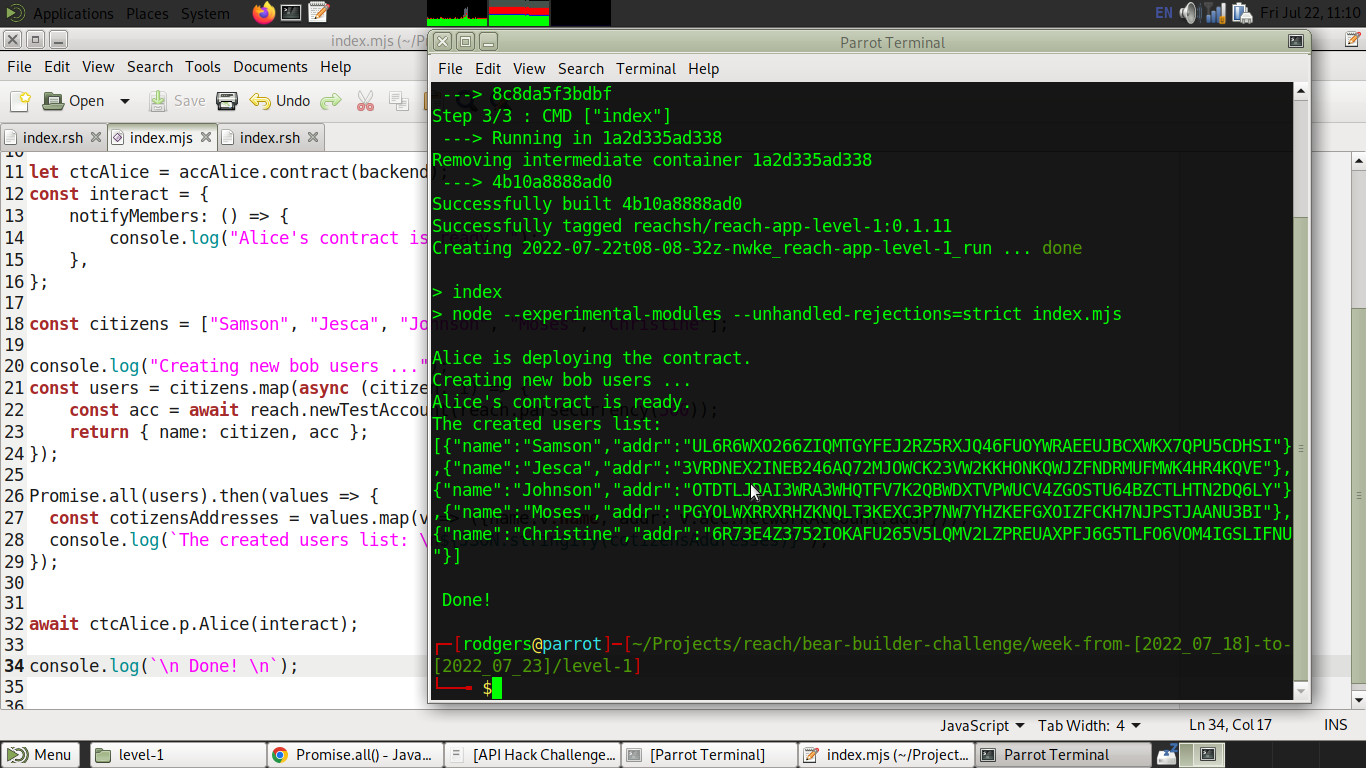 Applications Places System EN Fri Jul 22, 11:10
index.mjs (~/P
Parrot Terminal
File Edit View Search Tools Documents Help
Open Save Undo
index.rsh index.mjs index.rsh
10
11 let ctcAlice = accAlice.contract(backend
12 const interact = {
13 notifyMembers: () => {
14 console.log("Alice's contract is
15 },
16 };
17
18 const citizens = ["Samson", "Jesca", "Jo
19
20 console.log("Creating new bob users ..."
21 const users = citizens.map(async (citize
22 const acc = await reach.newTestAccou
23 return { name: citizen, acc };
24 });
25
26 Promise.all(users).then(values => {
27 const cotizensAddresses = values.map(v
28 console.log(`The created users list: \
29 });
30
31
32 await ctcAlice.p.Alice(interact);
33
34 console.log(`\n Done! \n`);
35
36
File Edit View Search Terminal Help
---> 8c8da5f3bdbf
Step 3/3 : CMD ["index"]
---> Running in 1a2d335ad338
Removing intermediate container 1a2d335ad338
---> 4b10a8888ad0
Successfully built 4b10a8888ad0
Successfully tagged reachsh/reach-app-level-1:0.1.11
Creating 2022-07-22t08-08-32z-nwke_reach-app-level-1_run ... done
> index
> node --experimental-modules --unhandled-rejections=strict index.mjs
Alice is deploying the contract.
Creating new bob users ...
Alice's contract is ready.
The created users list:
[{"name":"Samson","addr":"UL6R6WXO266ZIQMTGYFEJ2RZ5RXJQ46FUOYWRAEEUJBCXWKX7QPU5CDHSI"}
,{"name":"Jesca","addr":"3VRDNEX2INEB246AQ72MJOWCK23VW2KKHONKQWJZFNDRMUFMWK4HR4KQVE"},
{"name":"Johnson","addr":"OTDTLJDAI3WRA3WHQTFV7K2QBWDXTVPWUCV4ZGOSTU64BZCTLHTN2DQ6LY"}
,{"name":"Moses","addr":"PGYOLWXRRXRHZKNQLT3KEXC3P7NW7YHZKEFGXOIZFCKH7NJPSTJAANU3BI"},
{"name":"Christine","addr":"6R73E4Z3752IOKAFU265V5LQMV2LZPREUAXPFJ6G5TLFO6VOM4IGSLIFNU
"}]
Done!
┌─[rodgers@parrot]─[~/Projects/reach/bear-builder-challenge/week-from-[2022_07_18]-to-
[2022_07_23]/level-1]
└──╼ $
JavaScript Tab Width: 4 Ln 34, Col 17 INS
Menu level-1 Promise.all() - Java... [API Hack Challenge... [Parrot Terminal] index.mjs (~/Project... Parrot Terminal